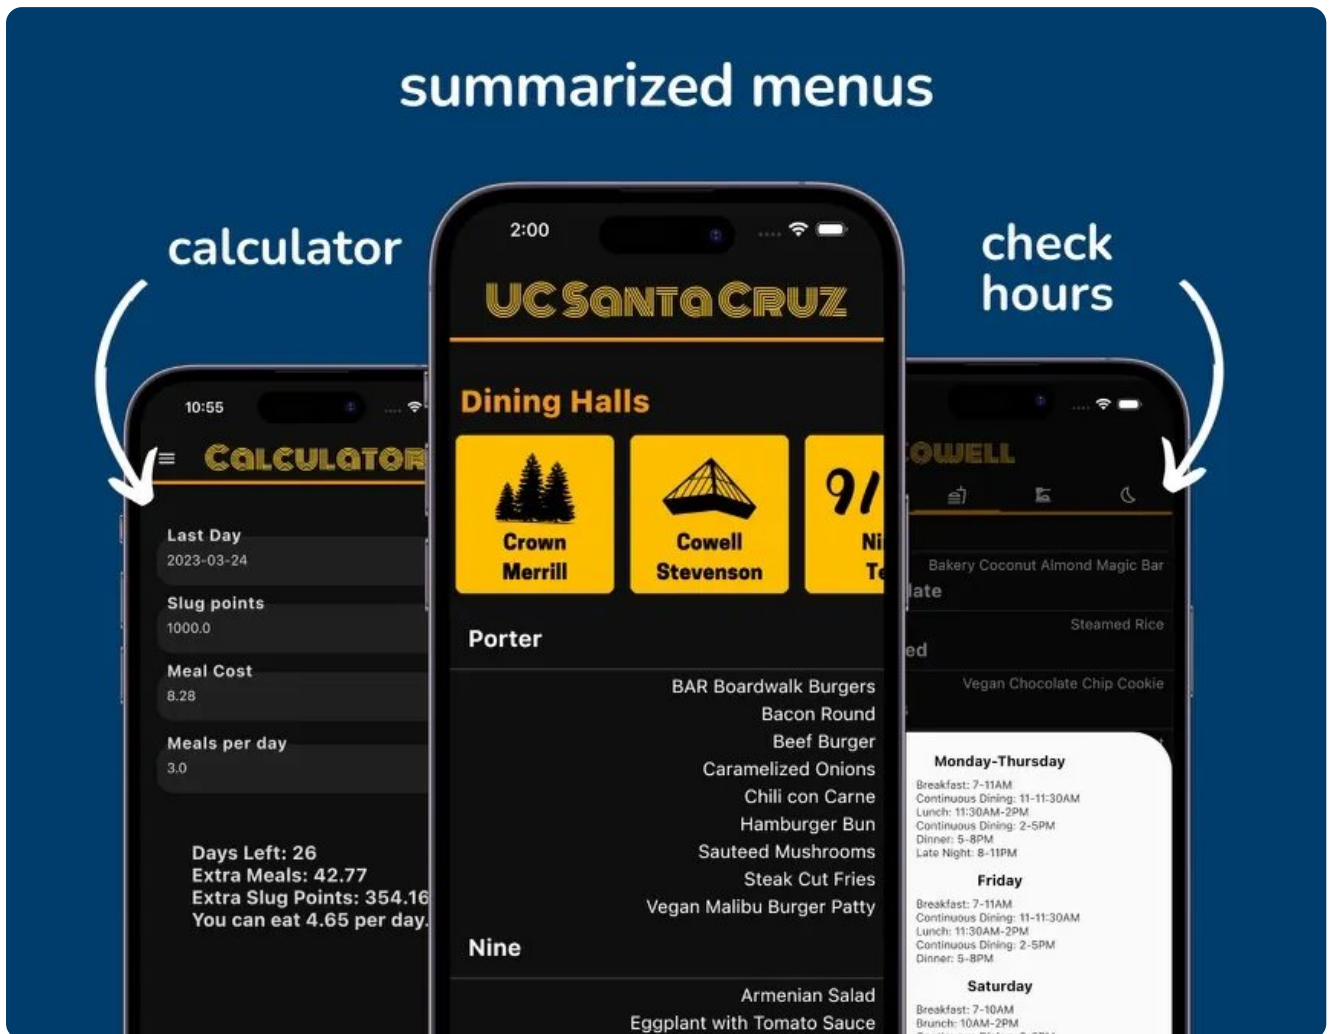 summarized menus
calculator
check
hours
10:55
Calculator
Last Day
2023-03-24
Slug points
1000.0
Meal Cost
8.28
Meals per day
3.0
Days Left: 26
Extra Meals: 42.77
Extra Slug Points: 354.16
You can eat 4.65 per day.
2:00
UC Santa Cruz
Dining Halls
Crown
Merrill
Cowell
Stevenson
9/
Ni
Te
Porter
BAR Boardwalk Burgers
Bacon Round
Beef Burger
Caramelized Onions
Chili con Carne
Hamburger Bun
Sauteed Mushrooms
Steak Cut Fries
Vegan Malibu Burger Patty
Nine
Armenian Salad
Eggplant with Tomato Sauce
owell
Bakery Coconut Almond Magic Bar
late
Steamed Rice
ed
Vegan Chocolate Chip Cookie
Monday-Thursday
Breakfast: 7-11AM
Continuous Dining: 11-11:30AM
Lunch: 11:30AM-2PM
Continuous Dining: 2-5PM
Dinner: 5-8PM
Late Night: 8-11PM
Friday
Breakfast: 7-11AM
Continuous Dining: 11-11:30AM
Lunch: 11:30AM-2PM
Continuous Dining: 2-5PM
Dinner: 5-8PM
Saturday
Breakfast: 7-10AM
Brunch: 10AM-2PM